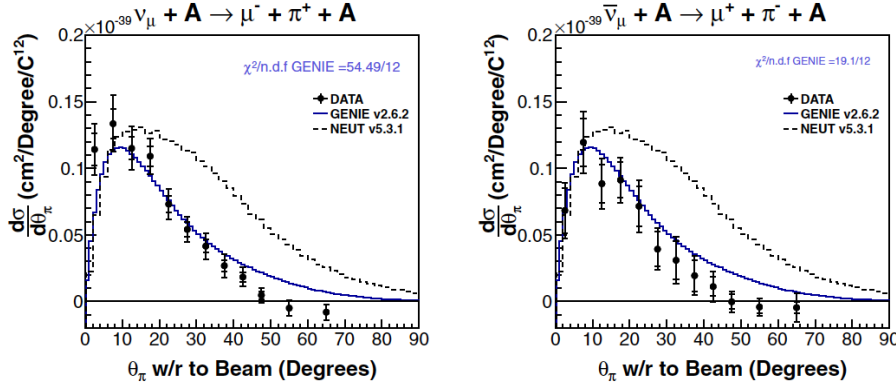 ×10⁻³⁹ ν_μ + A → μ⁻ + π⁺ + A
dσ/dθ_π (cm²/Degree/C¹²)
0.2
0.15
0.1
0.05
0
χ²/n.d.f GENIE =54.49/12
DATA
GENIE v2.6.2
NEUT v5.3.1
0 10 20 30 40 50 60 70 80 90
θ_π w/r to Beam (Degrees)
×10⁻³⁹ ν̅_μ + A → μ⁺ + π⁻ + A
dσ/dθ_π (cm²/Degree/C¹²)
0.2
0.15
0.1
0.05
0
χ²/n.d.f GENIE =19.1/12
DATA
GENIE v2.6.2
NEUT v5.3.1
0 10 20 30 40 50 60 70 80 90
θ_π w/r to Beam (Degrees)